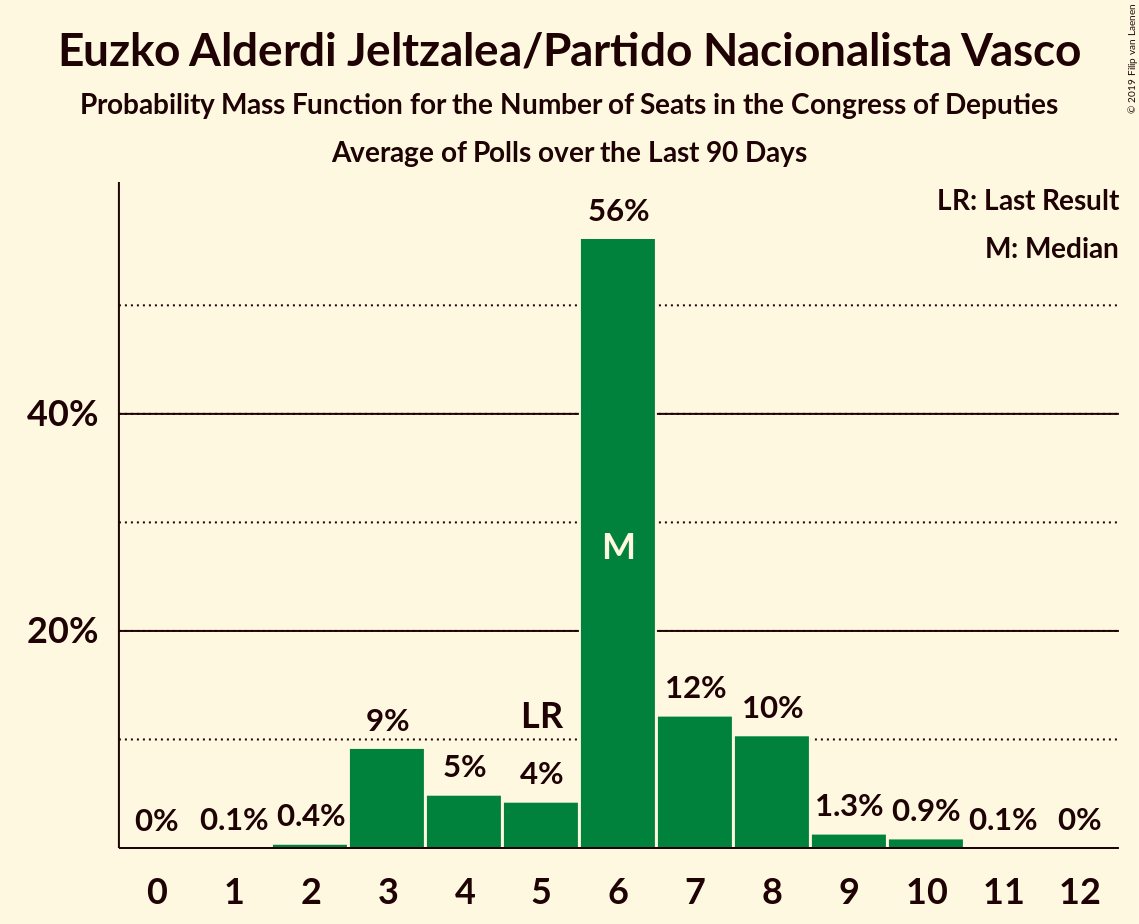 Euzko Alderdi Jeltzalea/Partido Nacionalista Vasco
Probability Mass Function for the Number of Seats in the Congress of Deputies
Average of Polls over the Last 90 Days
© 2019 Filip van Laenen
LR: Last Result
M: Median
40%
20%
0%
0.1%
0.4%
9%
5%
LR
4%
56%
M
12%
10%
1.3%
0.9%
0.1%
0%
0 1 2 3 4 5 6 7 8 9 10 11 12